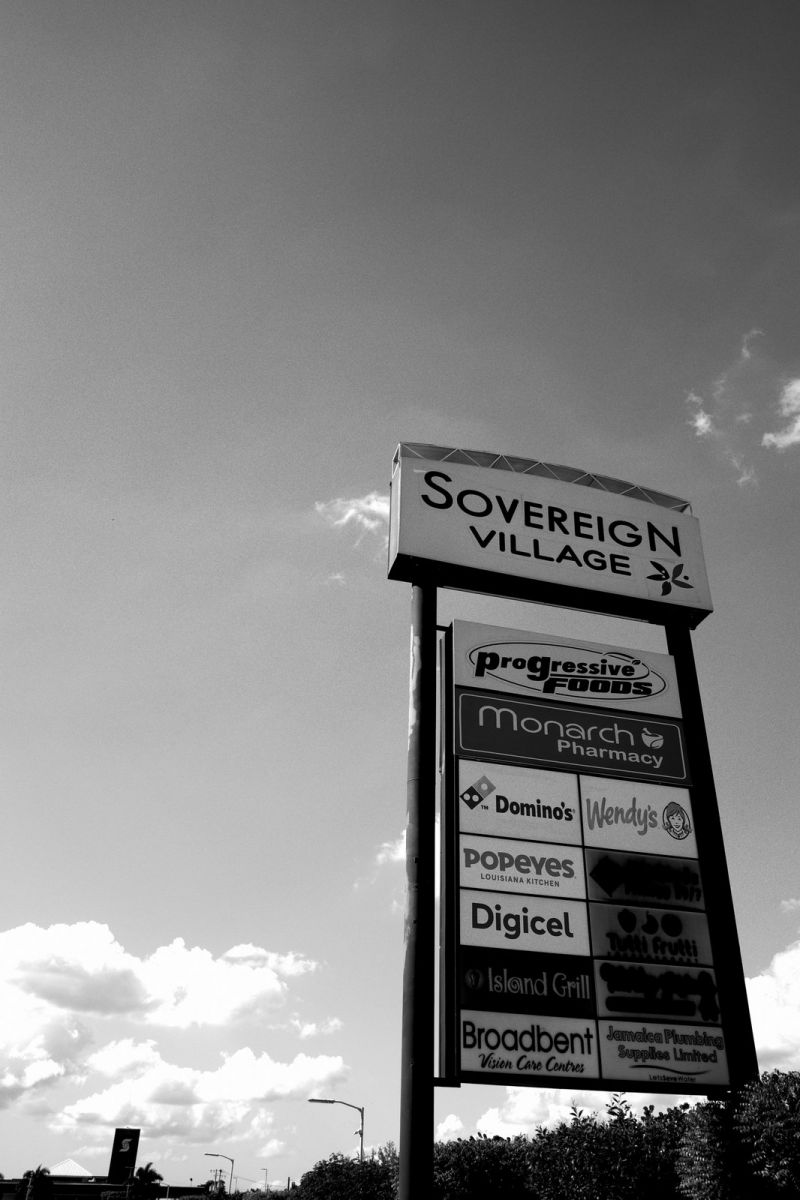 SOVEREIGN
VILLAGE
progressive
FOODS
Monarch
Pharmacy
Domino's
Wendy's
POPEYES
LOUISIANA KITCHEN
Digicel
Tutti Frutti
Island Grill
Broadbent
Vision Care Centres
Jamaica Plumbing
Supplies Limited
LetsSaveWater